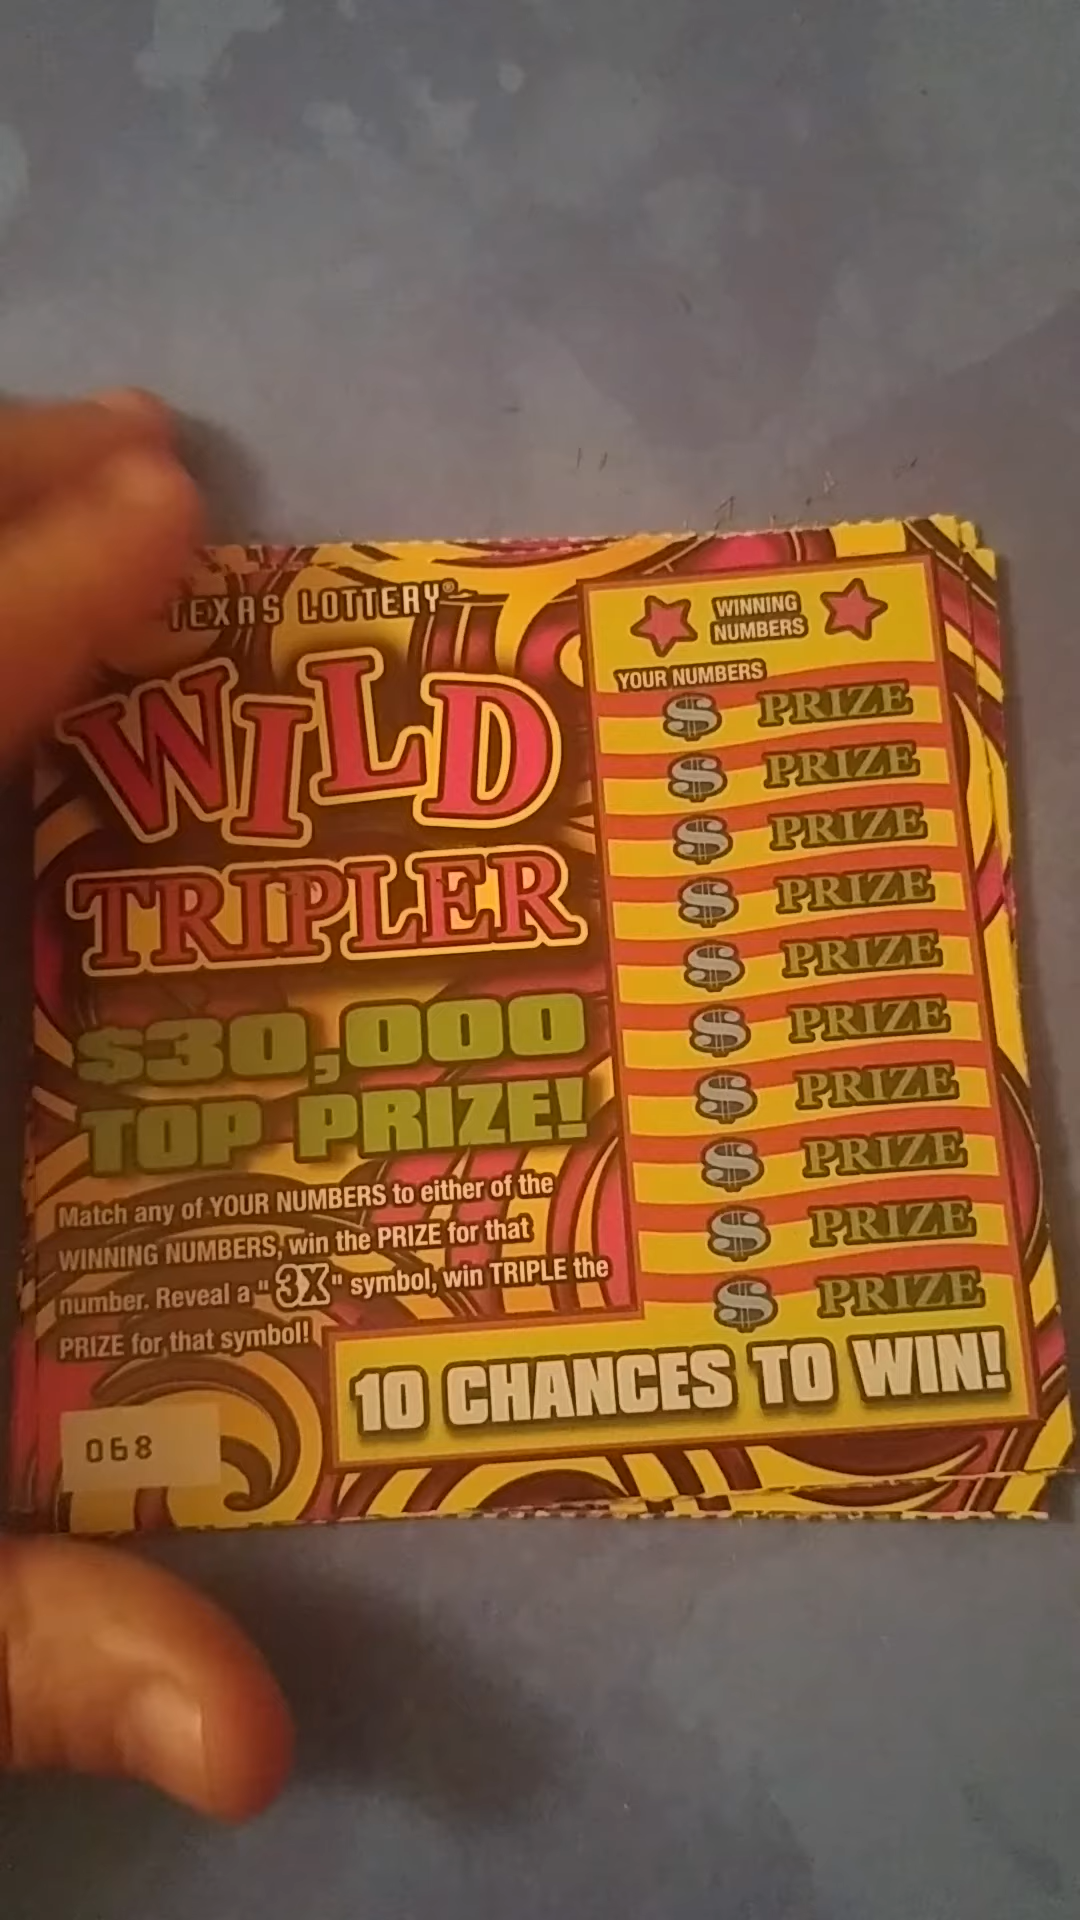 TEXAS LOTTERY®
WILD
TRIPLER
$30,000
TOP PRIZE!
Match any of YOUR NUMBERS to either of the
WINNING NUMBERS, win the PRIZE for that
number. Reveal a "3X" symbol, win TRIPLE the
PRIZE for that symbol!
068
WINNING
NUMBERS
YOUR NUMBERS
$ PRIZE
$ PRIZE
$ PRIZE
$ PRIZE
$ PRIZE
$ PRIZE
$ PRIZE
$ PRIZE
$ PRIZE
$ PRIZE
10 CHANCES TO WIN!